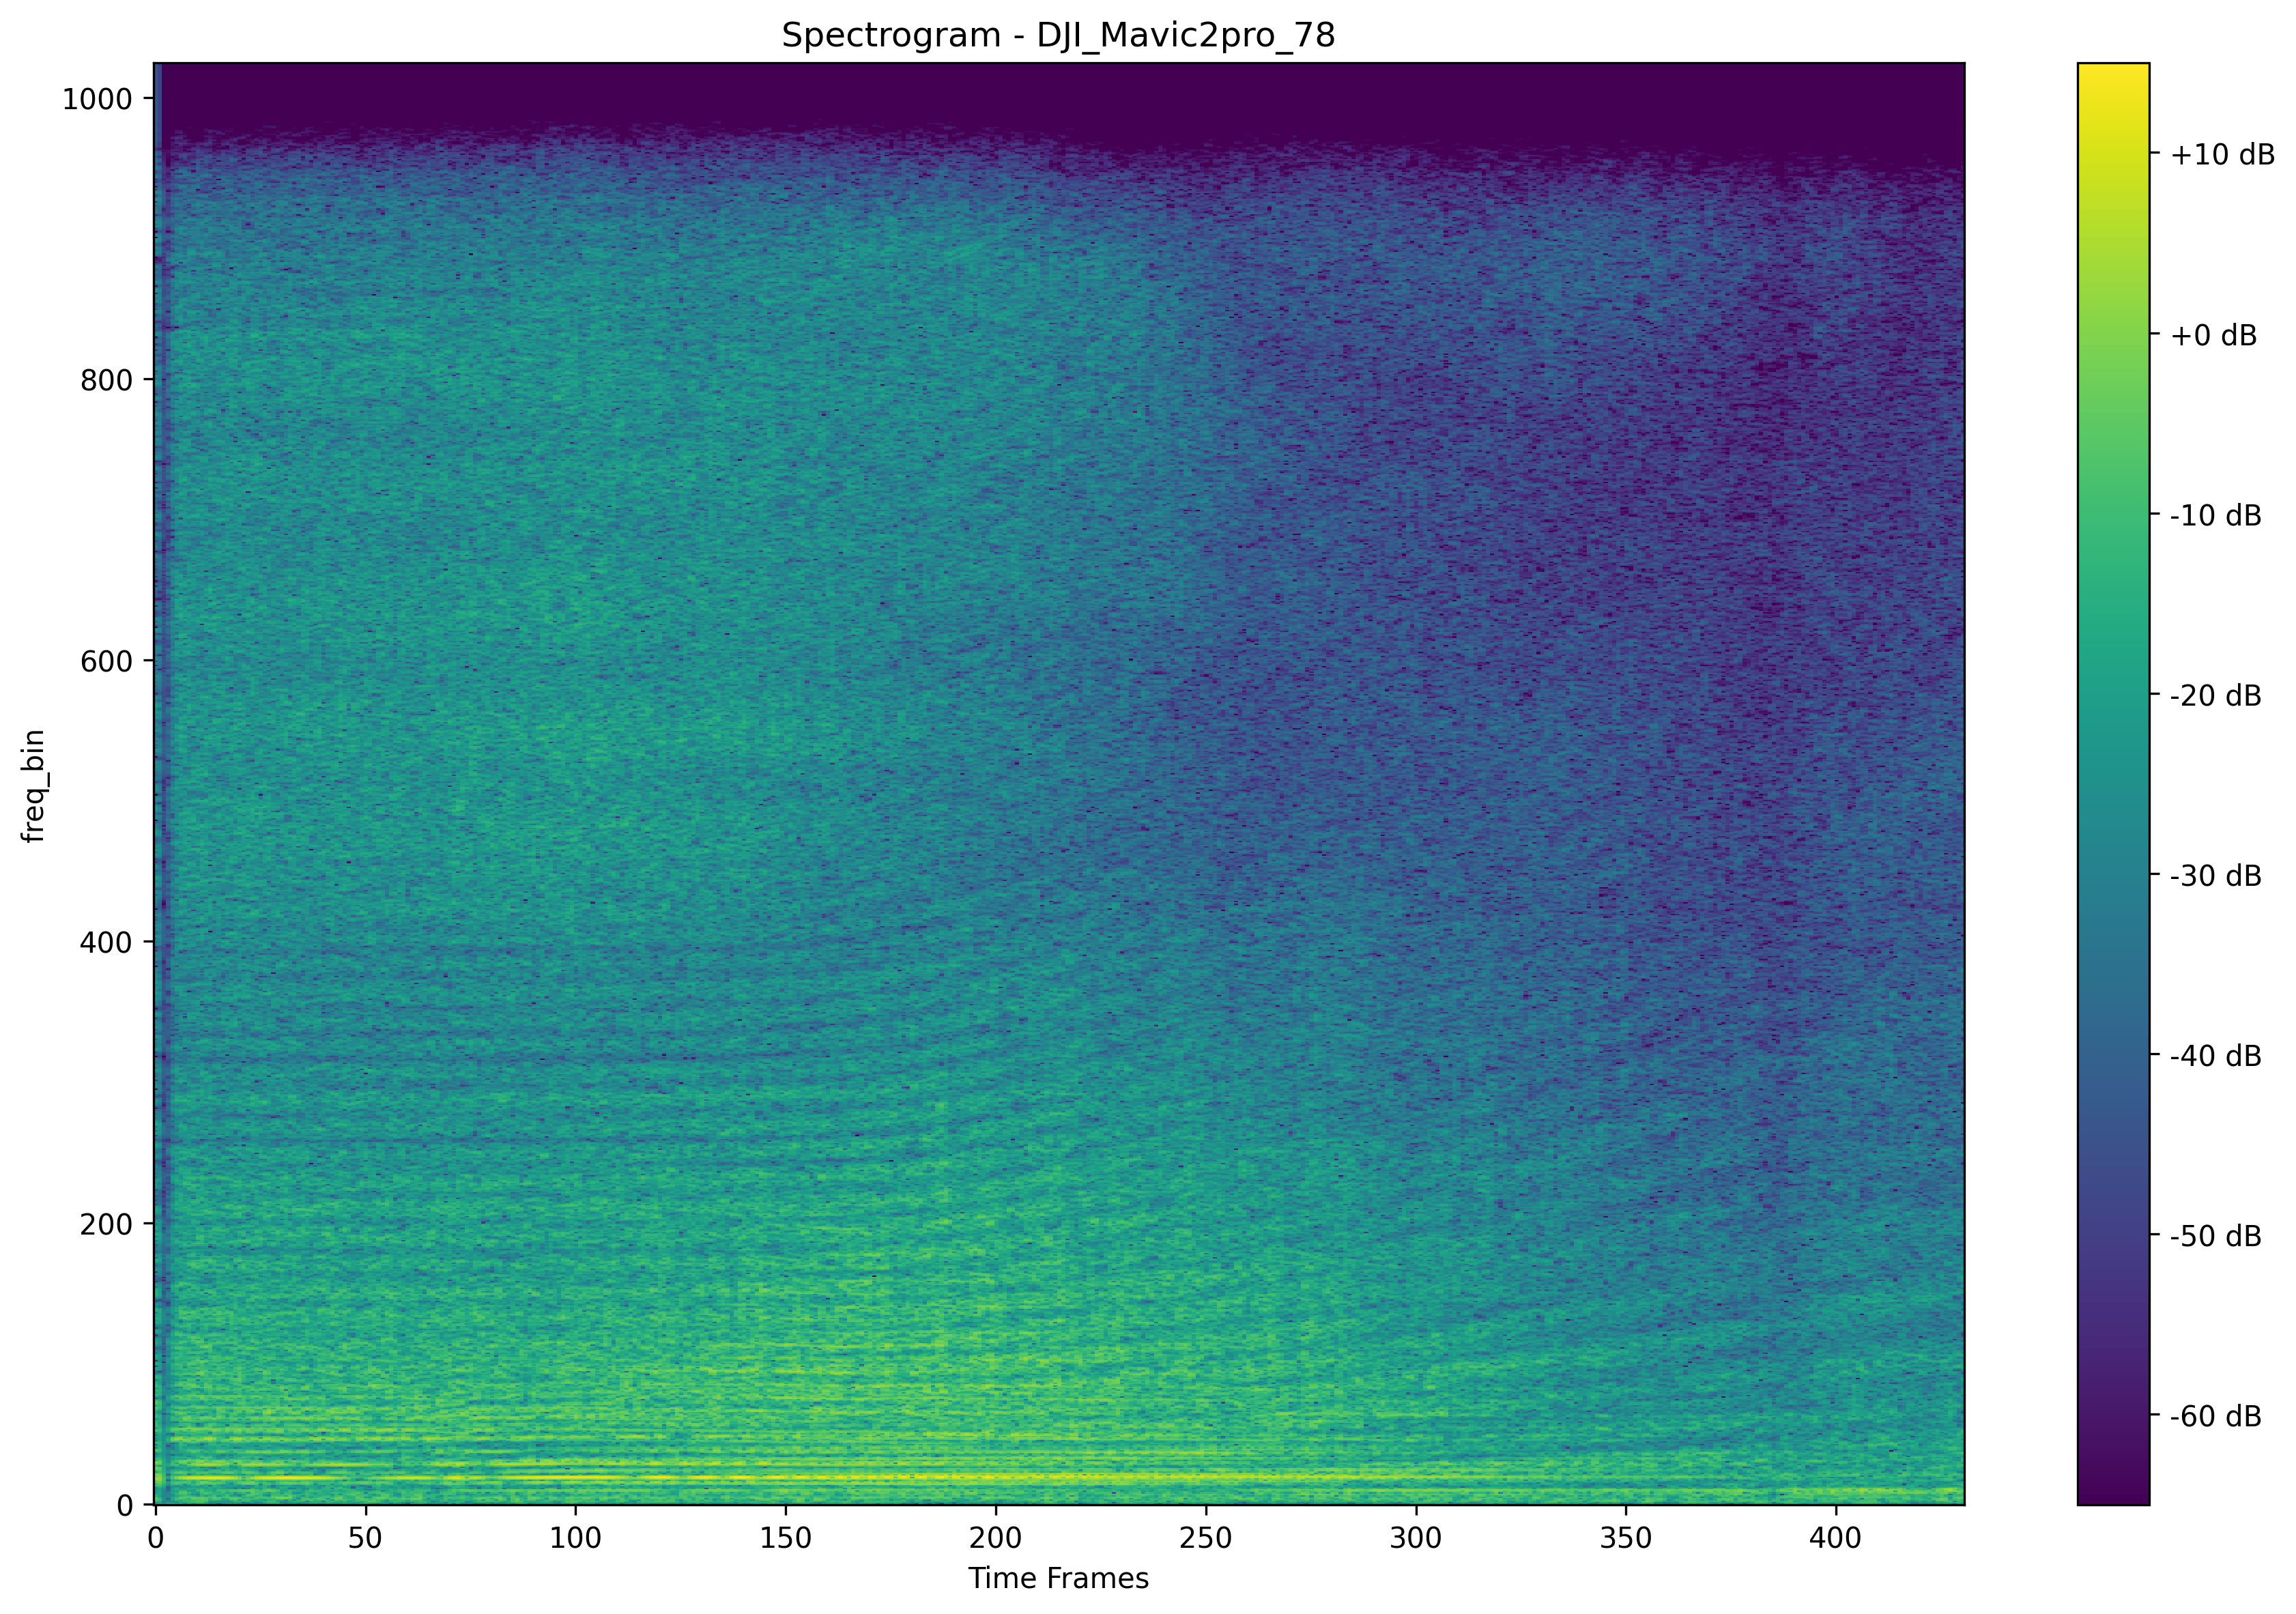 Spectrogram - DJI_Mavic2pro_78
1000
800
600
400
200
0
freq_bin
0 50 100 150 200 250 300 350 400
Time Frames
+10 dB
+0 dB
-10 dB
-20 dB
-30 dB
-40 dB
-50 dB
-60 dB